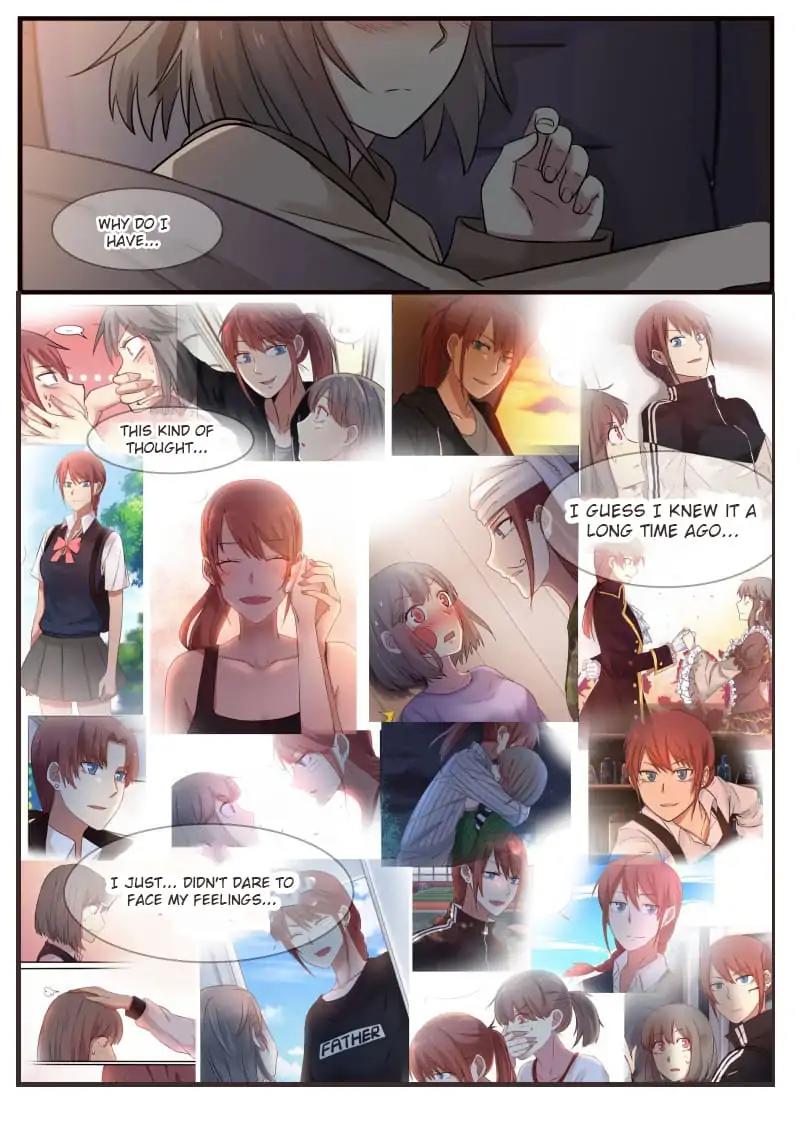 WHY DO I
HAVE...
...
THIS KIND OF
THOUGHT...
I GUESS I KNEW IT A
LONG TIME AGO...
I JUST... DIDN'T DARE TO
FACE MY FEELINGS...
FATHER